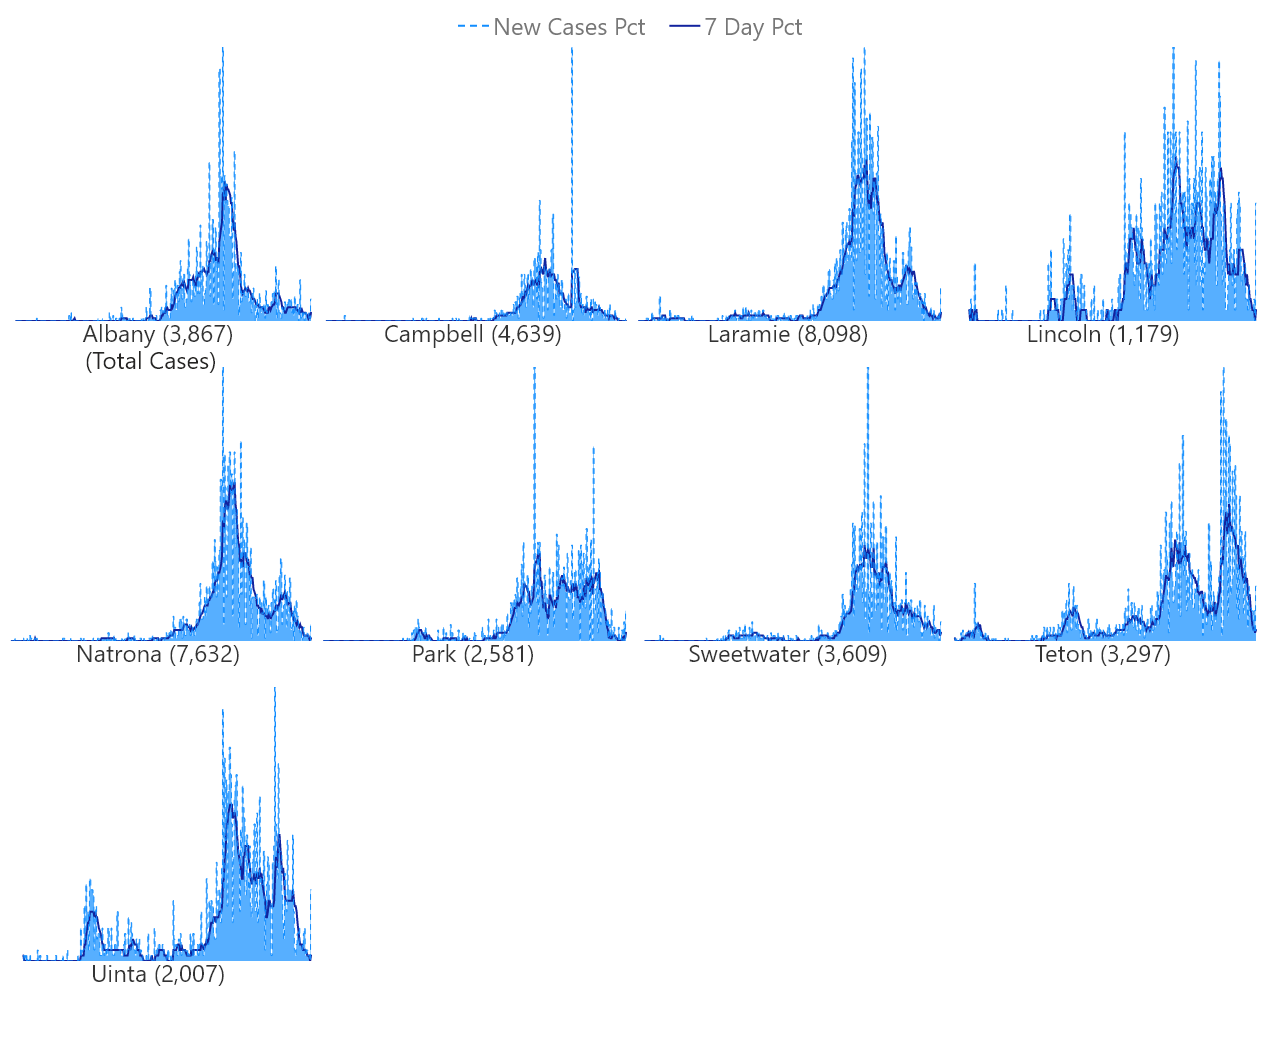 New Cases Pct 7 Day Pct
Albany (3,867) Campbell (4,639) Laramie (8,098) Lincoln (1,179)
(Total Cases)
Natrona (7,632) Park (2,581) Sweetwater (3,609) Teton (3,297)
Uinta (2,007)